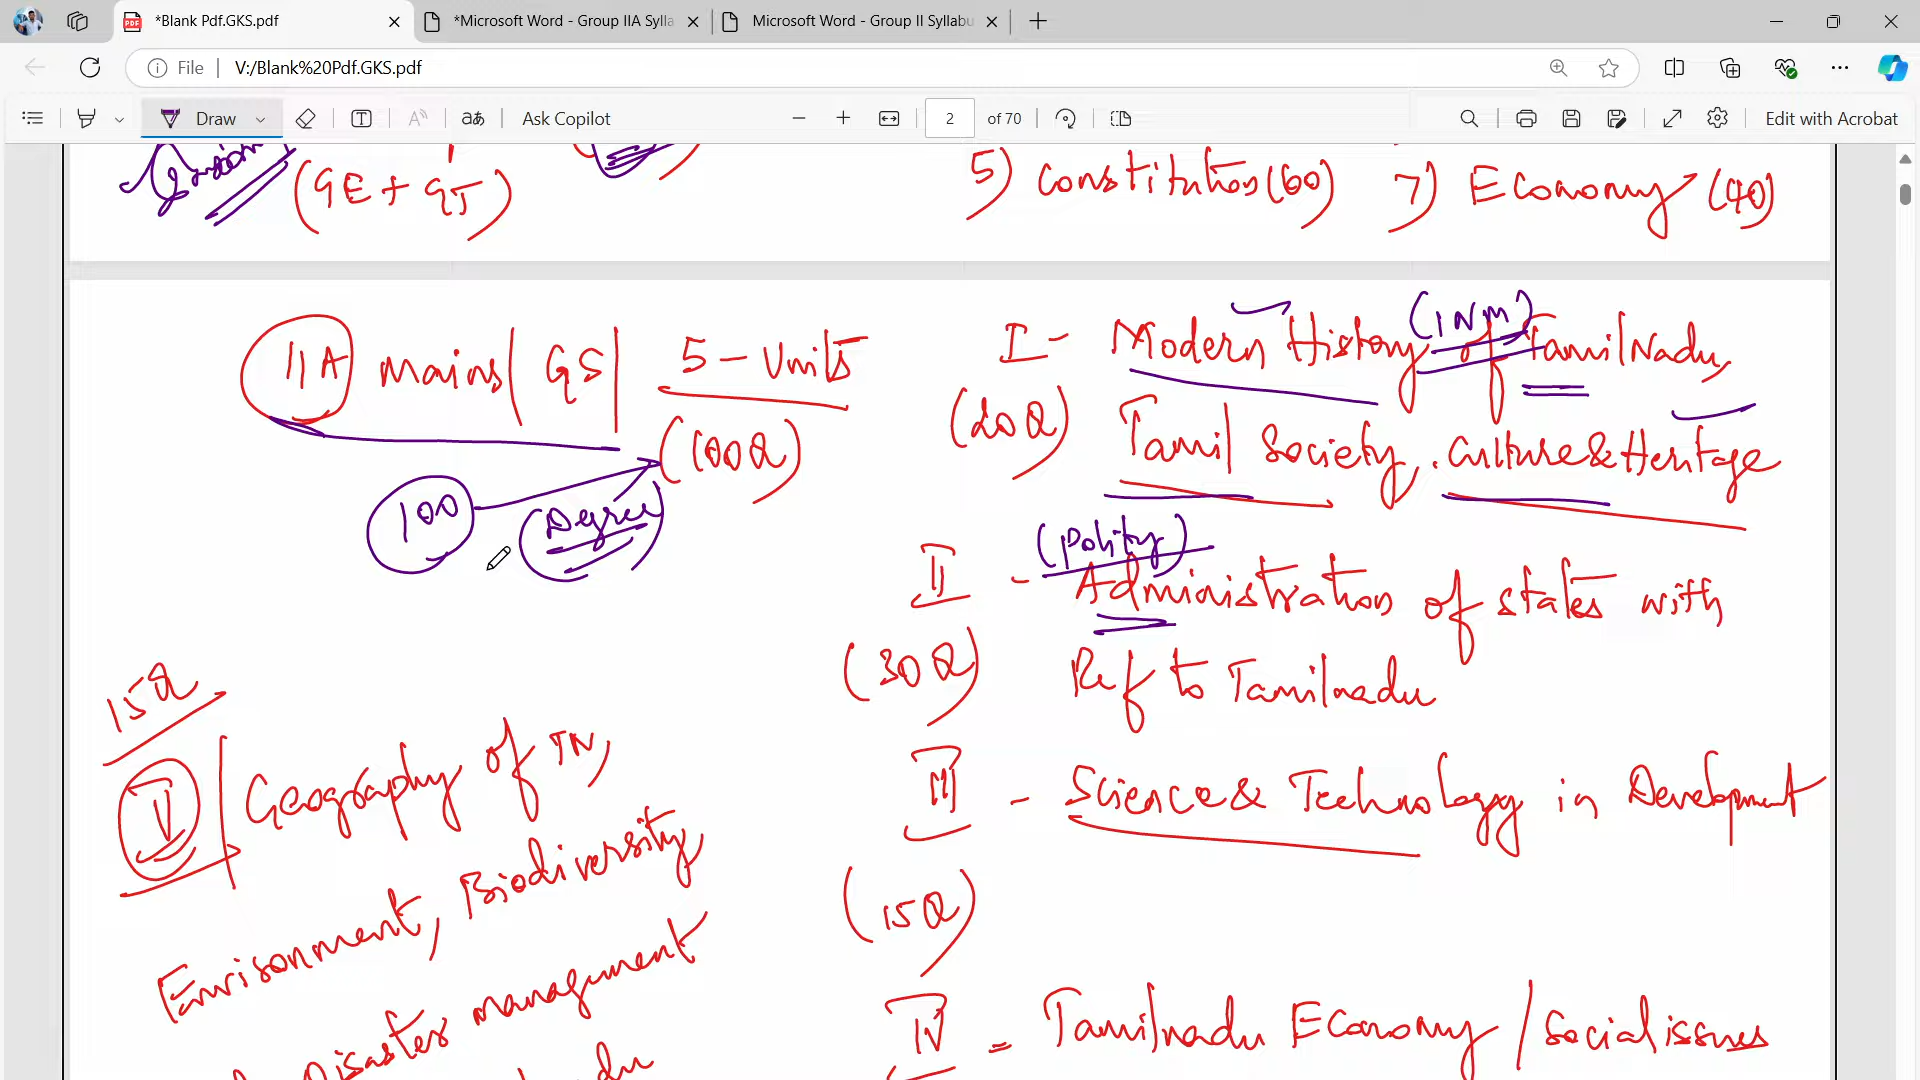 *Blank Pdf.GKS.pdf
*Microsoft Word - Group IIA Sylla
Microsoft Word - Group II Syllabu
File
V:/Blank%20Pdf.GKS.pdf
Draw
aあ
Ask Copilot
2
of 70
Edit with Acrobat
(GE + GT)
5) Constitution (60) 7) Economy (40)
IIA Mains | GS | 5 - Units
(100Q)
100
(Degree)
I - Modern History of Tamil Nadu,
(INM)
(20Q) Tamil Society, Culture & Heritage
(Polity)
II - Administration of states with
(30Q) Ref to Tamilnadu
III - Science & Technology in Development
(15Q)
IV = Tamilnadu Economy / Social issues
15Q
V | Geography of TN,
Environment, Biodiversity
Disaster management